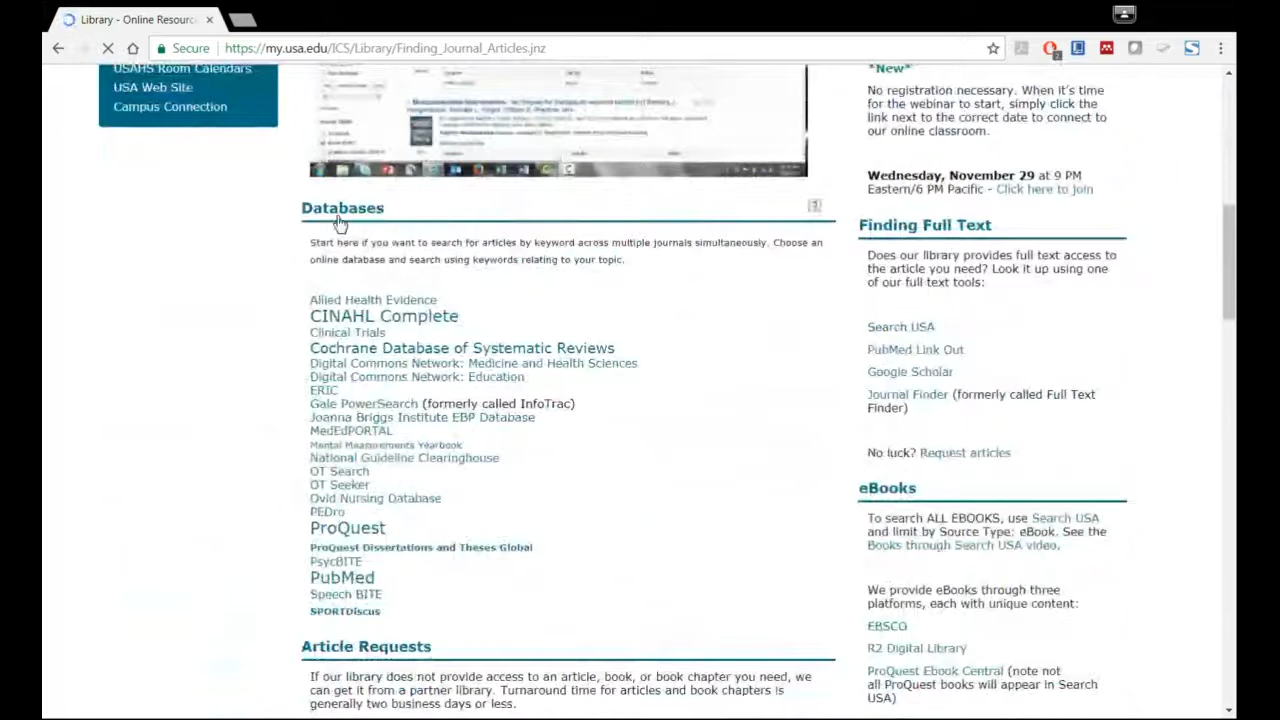 Library - Online Resourc
Secure
https://my.usa.edu/ICS/Library/Finding_Journal_Articles.jnz
2
USAHS Room Calendars
USA Web Site
Campus Connection
Databases
?
Start here if you want to search for articles by keyword across multiple journals simultaneously. Choose an
online database and search using keywords relating to your topic.
Allied Health Evidence
CINAHL Complete
Clinical Trials
Cochrane Database of Systematic Reviews
Digital Commons Network: Medicine and Health Sciences
Digital Commons Network: Education
ERIC
Gale PowerSearch (formerly called InfoTrac)
Joanna Briggs Institute EBP Database
MedEdPORTAL
Mental Measurements Yearbook
National Guideline Clearinghouse
OT Search
OT Seeker
Ovid Nursing Database
PEDro
ProQuest
ProQuest Dissertations and Theses Global
PsycBITE
PubMed
Speech BITE
SPORTDiscus
Article Requests
If our library does not provide access to an article, book, or book chapter you need, we
can get it from a partner library. Turnaround time for articles and book chapters is
generally two business days or less.
*New*
No registration necessary. When it's time
for the webinar to start, simply click the
link next to the correct date to connect to
our online classroom.
Wednesday, November 29 at 9 PM
Eastern/6 PM Pacific - Click here to join
Finding Full Text
Does our library provides full text access to
the article you need? Look it up using one
of our full text tools:
Search USA
PubMed Link Out
Google Scholar
Journal Finder (formerly called Full Text
Finder)
No luck? Request articles
eBooks
To search ALL EBOOKS, use Search USA
and limit by Source Type: eBook. See the
Books through Search USA video.
We provide eBooks through three
platforms, each with unique content:
EBSCO
R2 Digital Library
ProQuest Ebook Central (note not
all ProQuest books will appear in Search
USA)